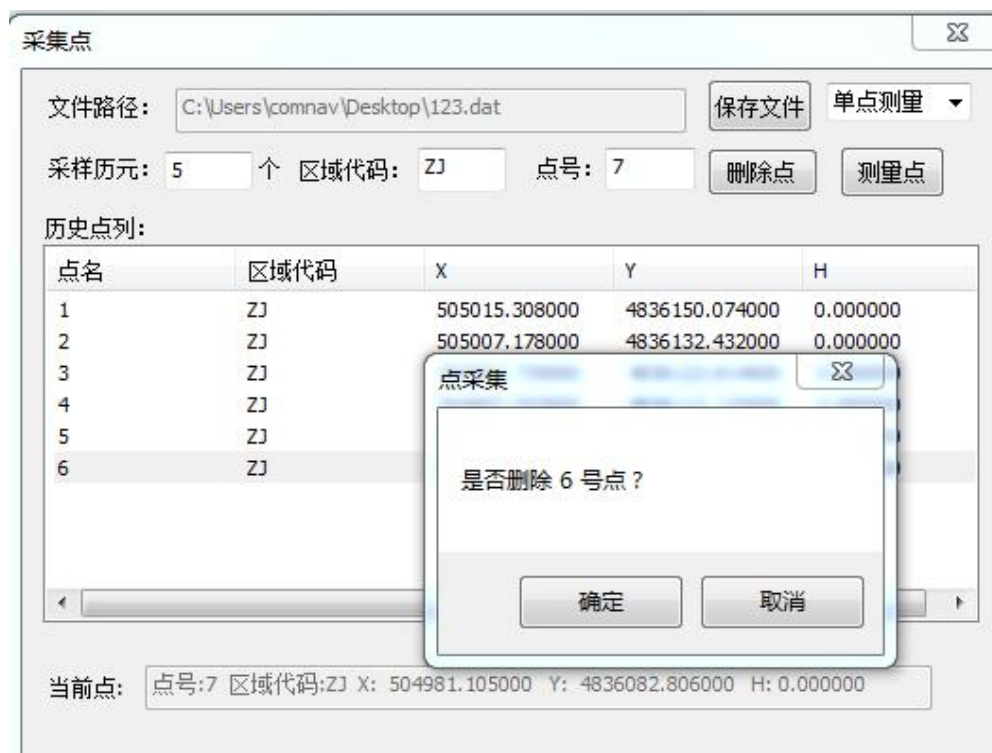 采集点
文件路径： C:\Users\comnav\Desktop\123.dat 保存文件 单点测量
采样历元： 5 个 区域代码： ZJ 点号： 7 删除点 测量点
历史点列：
点名 区域代码 X Y H
1 ZJ 505015.308000 4836150.074000 0.000000
2 ZJ 505007.178000 4836132.432000 0.000000
3 ZJ
4 ZJ
5 ZJ
6 ZJ
点采集
是否删除 6 号点？
确定 取消
当前点： 点号:7 区域代码:ZJ X: 504981.105000 Y: 4836082.806000 H: 0.000000